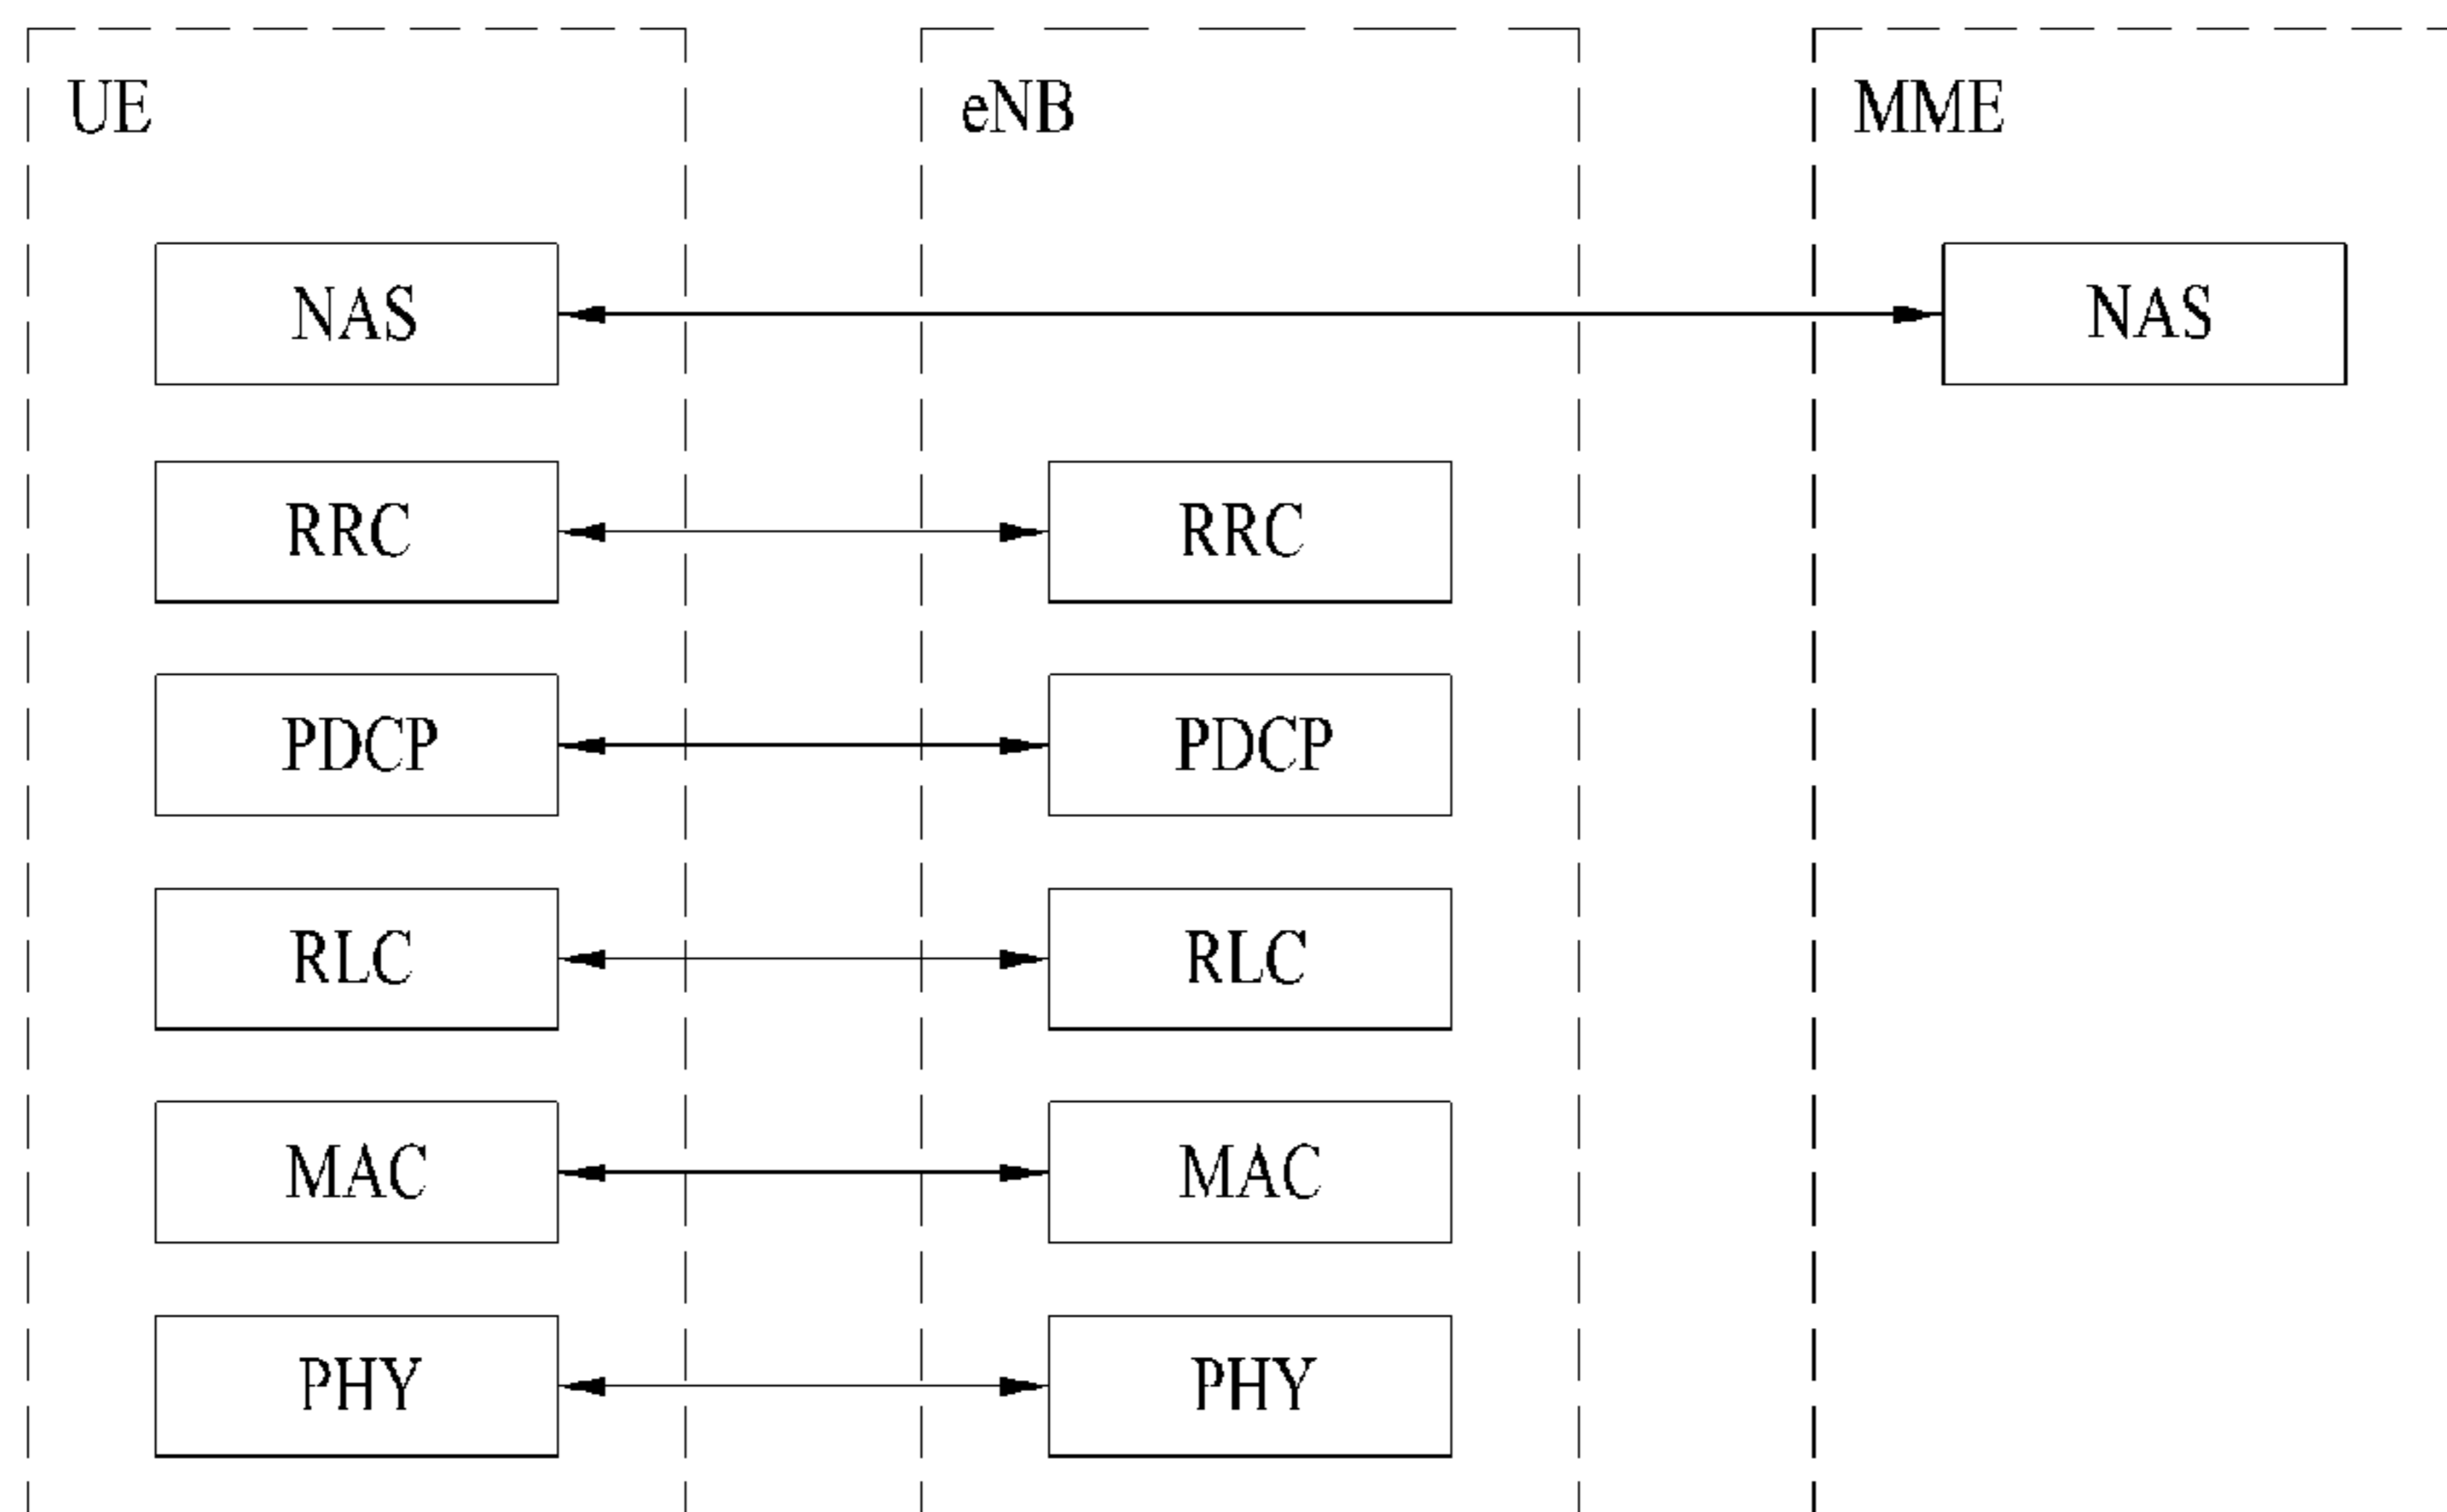 UE
eNB
MME
NAS
NAS
RRC
RRC
PDCP
PDCP
RLC
RLC
MAC
MAC
PHY
PHY